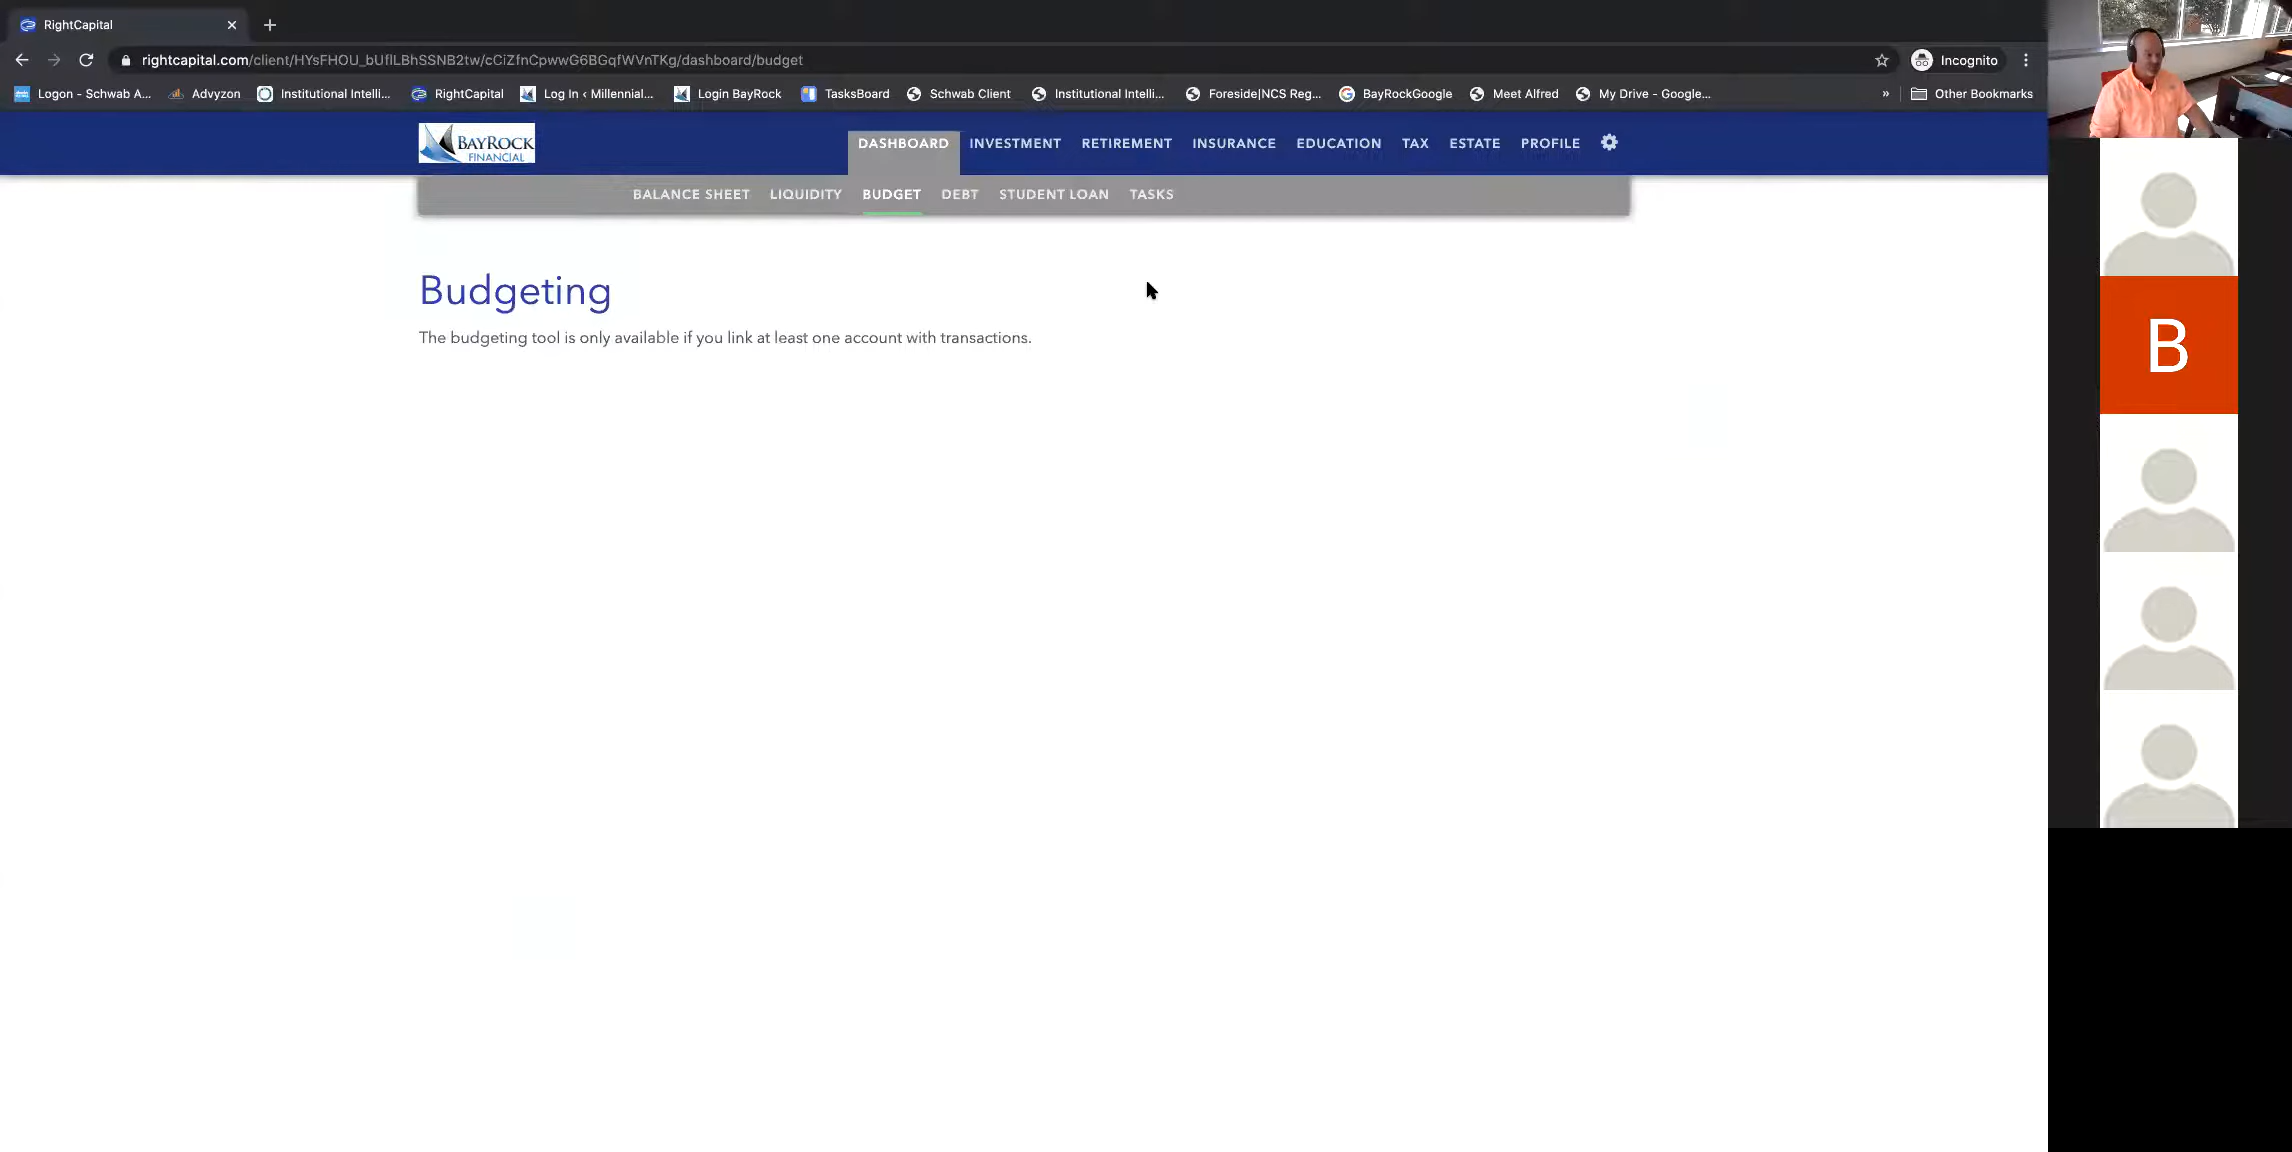 RightCapital
rightcapital.com/client/HYsFHOU_bUflLBhSSNB2tw/cCiZfnCpwwG6BGqfWVnTKg/dashboard/budget
Incognito
Logon - Schwab A... Advyzon Institutional Intelli... RightCapital Log In ‹ Millennial... Login BayRock TasksBoard Schwab Client Institutional Intelli... Foreside|NCS Reg... BayRockGoogle Meet Alfred My Drive - Google... » Other Bookmarks
BAYROCK
FINANCIAL
DASHBOARD INVESTMENT RETIREMENT INSURANCE EDUCATION TAX ESTATE PROFILE
BALANCE SHEET LIQUIDITY BUDGET DEBT STUDENT LOAN TASKS
Budgeting
The budgeting tool is only available if you link at least one account with transactions.
B